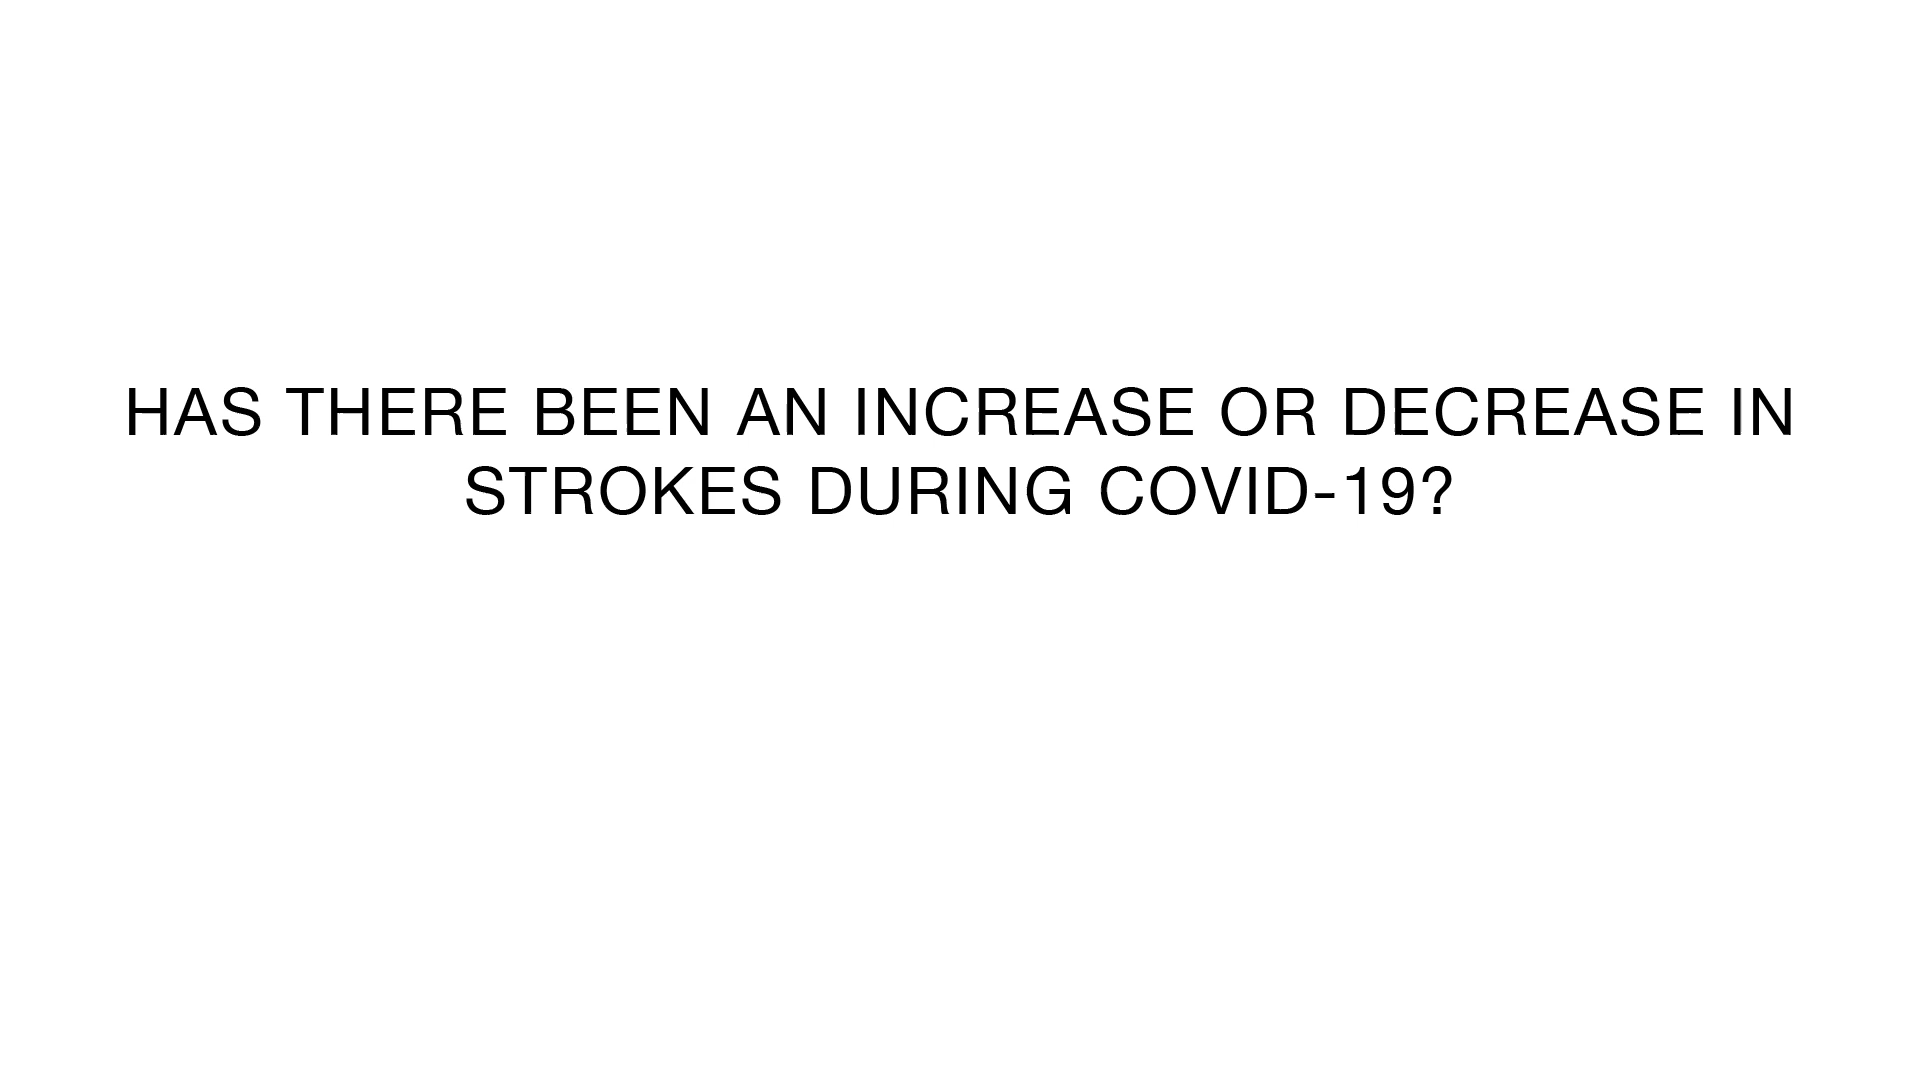 HAS THERE BEEN AN INCREASE OR DECREASE IN
STROKES DURING COVID-19?